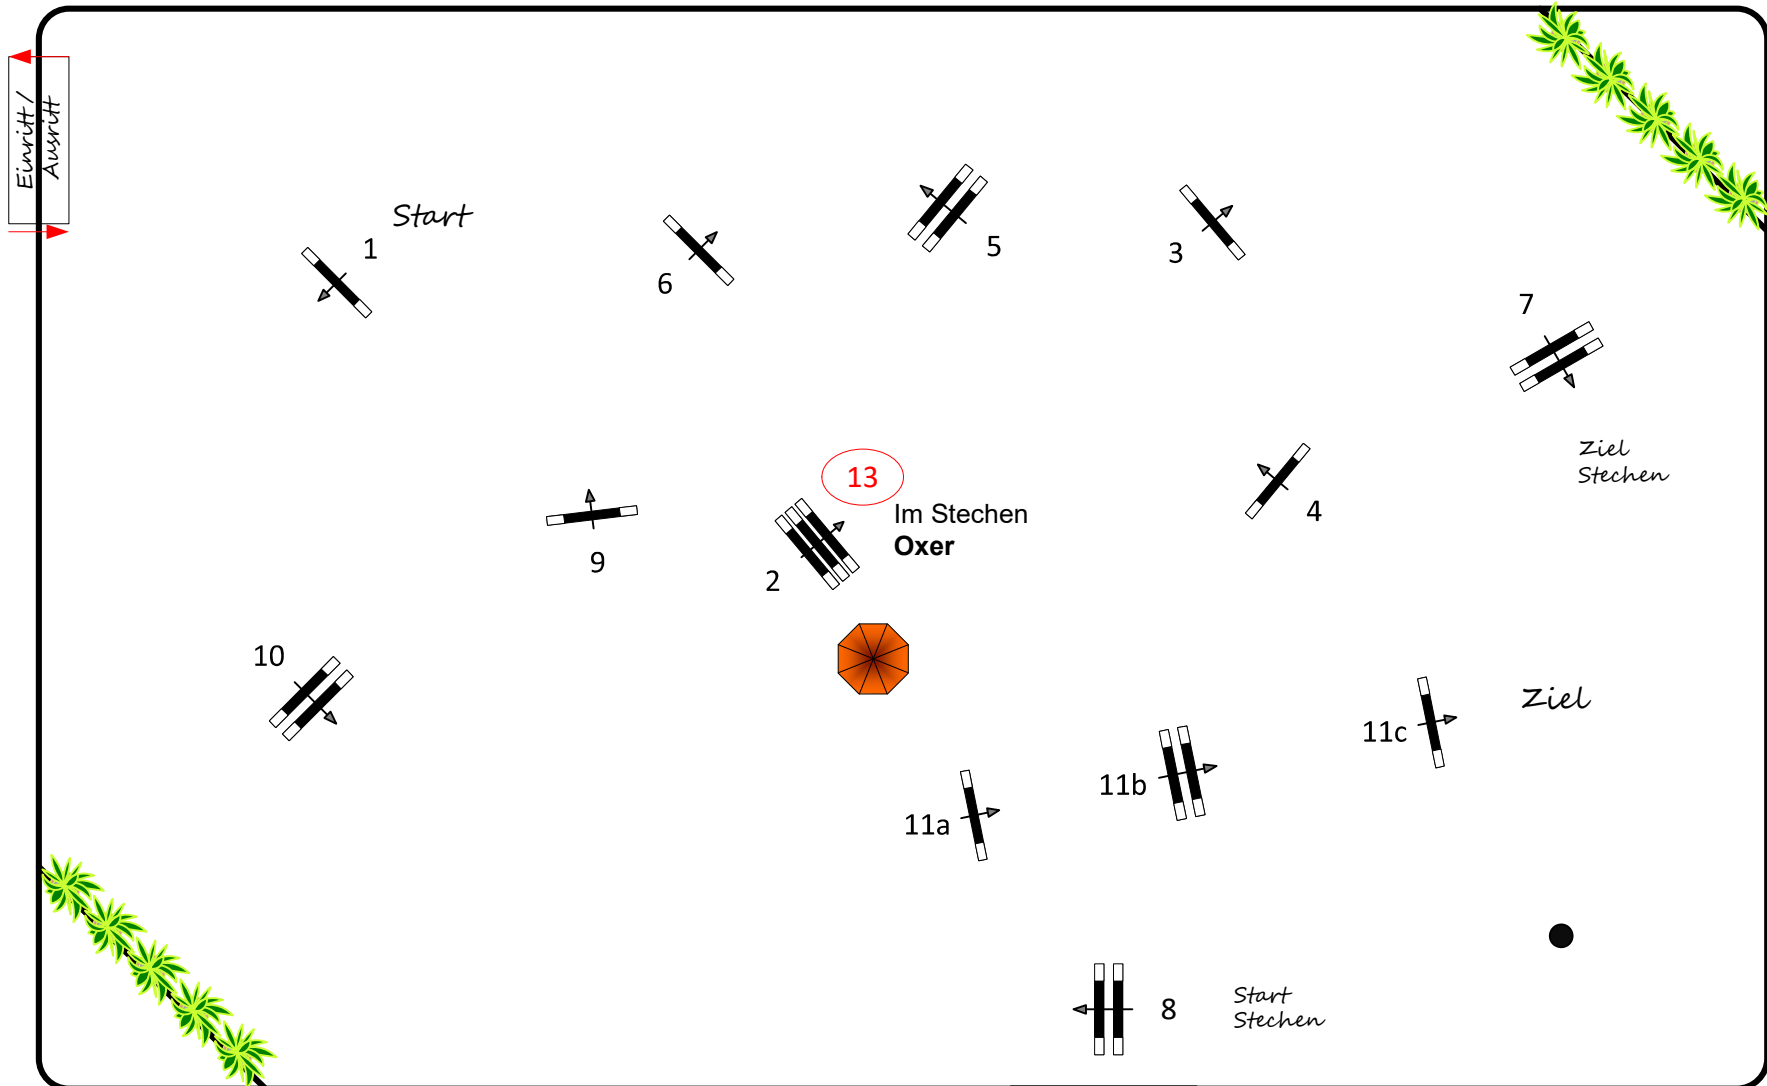 Einritt /
Ausritt
Start
1
6
5
3
7
Ziel
Stechen
13
Im Stechen
Oxer
4
9
2
10
Ziel
11c
11b
11a
8
Start
Stechen